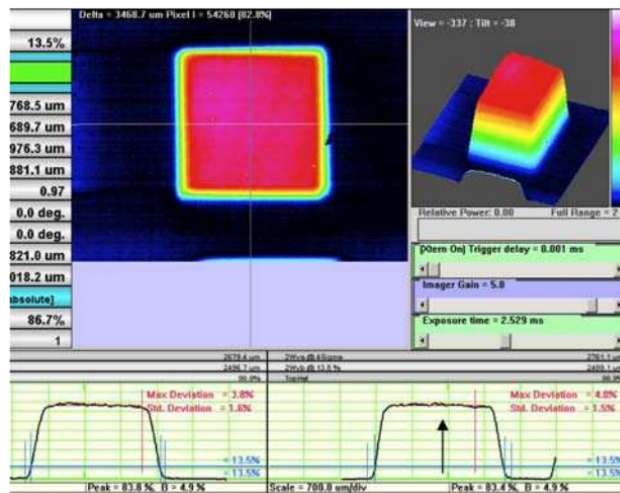 Delta = 3468.7 um Pixel I = 54260 [82.8%]
View = -337 : Tilt = -38
13.5%
768.5 um
689.7 um
976.3 um
881.1 um
0.97
0.0 deg.
0.0 deg.
821.0 um
018.2 um
absolute]
86.7%
1
Relative Power: 0.00 Full Range = 2
Trigger delay = 0.001 ms
Imager Gain = 5.0
Exposure time = 2.529 ms
2679.4 um
2761.1 um
2496.7 um
2Wvb @ 13.5 %
TopHat
Max Deviation = 3.8%
Std. Deviation = 1.6%
Max Deviation = 4.0%
Std. Deviation = 1.5%
= 13.5%
= 13.5%
= 13.5%
= 13.5%
Peak = 83.8 %, B = 4.9 %
Scale = 700.0 um/div
Peak = 83.4%, B = 4.9 %